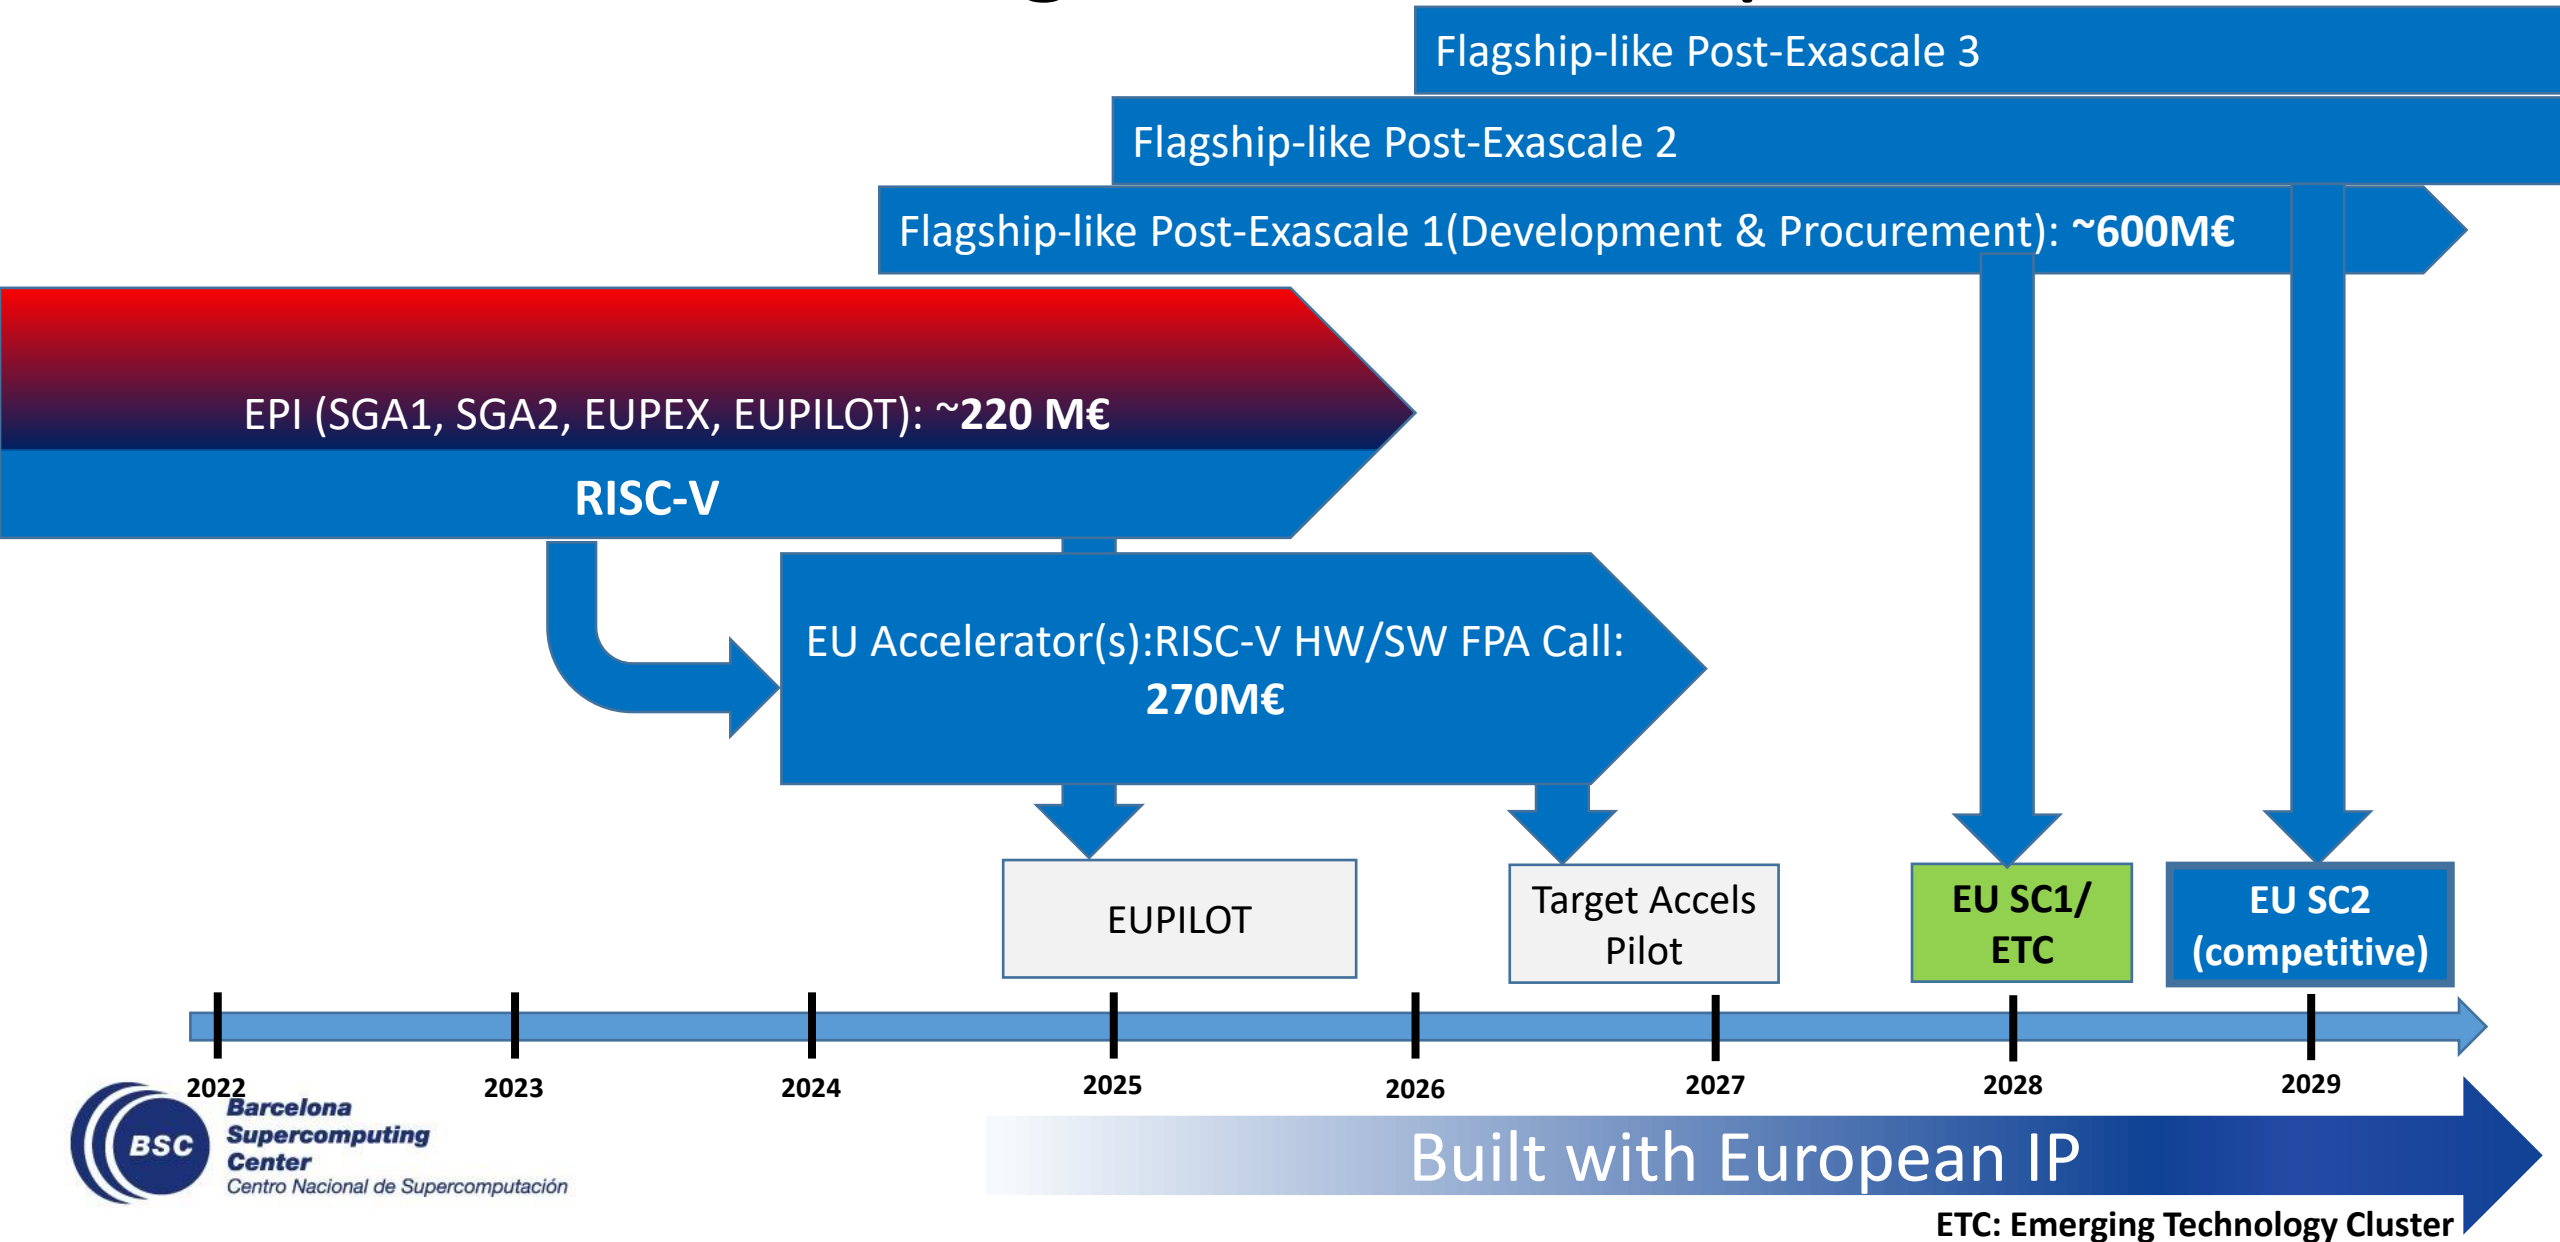 Flagship-like Post-Exascale 3
Flagship-like Post-Exascale 2
Flagship-like Post-Exascale 1(Development & Procurement): ~600M€
EPI (SGA1, SGA2, EUPEX, EUPILOT): ~220 M€
RISC-V
EU Accelerator(s):RISC-V HW/SW FPA Call:
270M€
EUPILOT
Target Accels
Pilot
EU SC1/
ETC
EU SC2
(competitive)
2022
2023
2024
2025
2026
2027
2028
2029
BSC
Barcelona
Supercomputing
Center
Centro Nacional de Supercomputación
Built with European IP
ETC: Emerging Technology Cluster